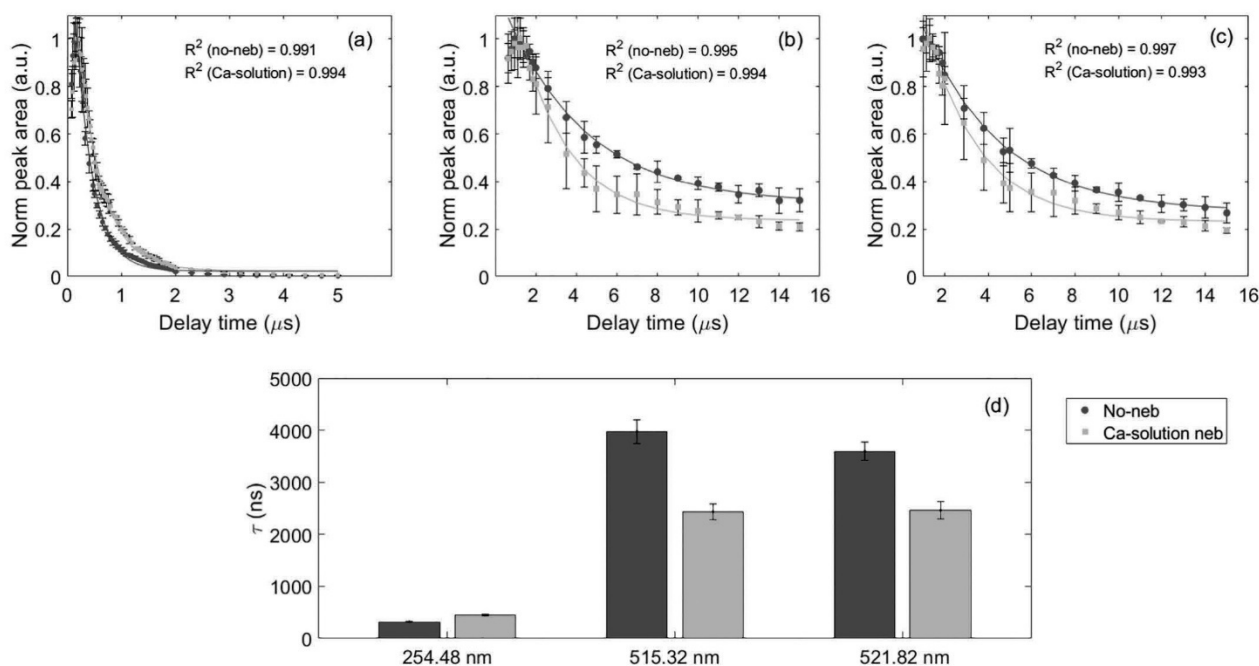 (a)
R² (no-neb) = 0.991
R² (Ca-solution) = 0.994
Norm peak area (a.u.)
1
0.8
0.6
0.4
0.2
0
0 1 2 3 4 5
Delay time (μs)
(b)
R² (no-neb) = 0.995
R² (Ca-solution) = 0.994
Norm peak area (a.u.)
1
0.8
0.6
0.4
0.2
0
2 4 6 8 10 12 14 16
Delay time (μs)
(c)
R² (no-neb) = 0.997
R² (Ca-solution) = 0.993
Norm peak area (a.u.)
1
0.8
0.6
0.4
0.2
0
2 4 6 8 10 12 14 16
Delay time (μs)
(d)
τ (ns)
5000
4000
3000
2000
1000
0
254.48 nm 515.32 nm 521.82 nm
No-neb
Ca-solution neb